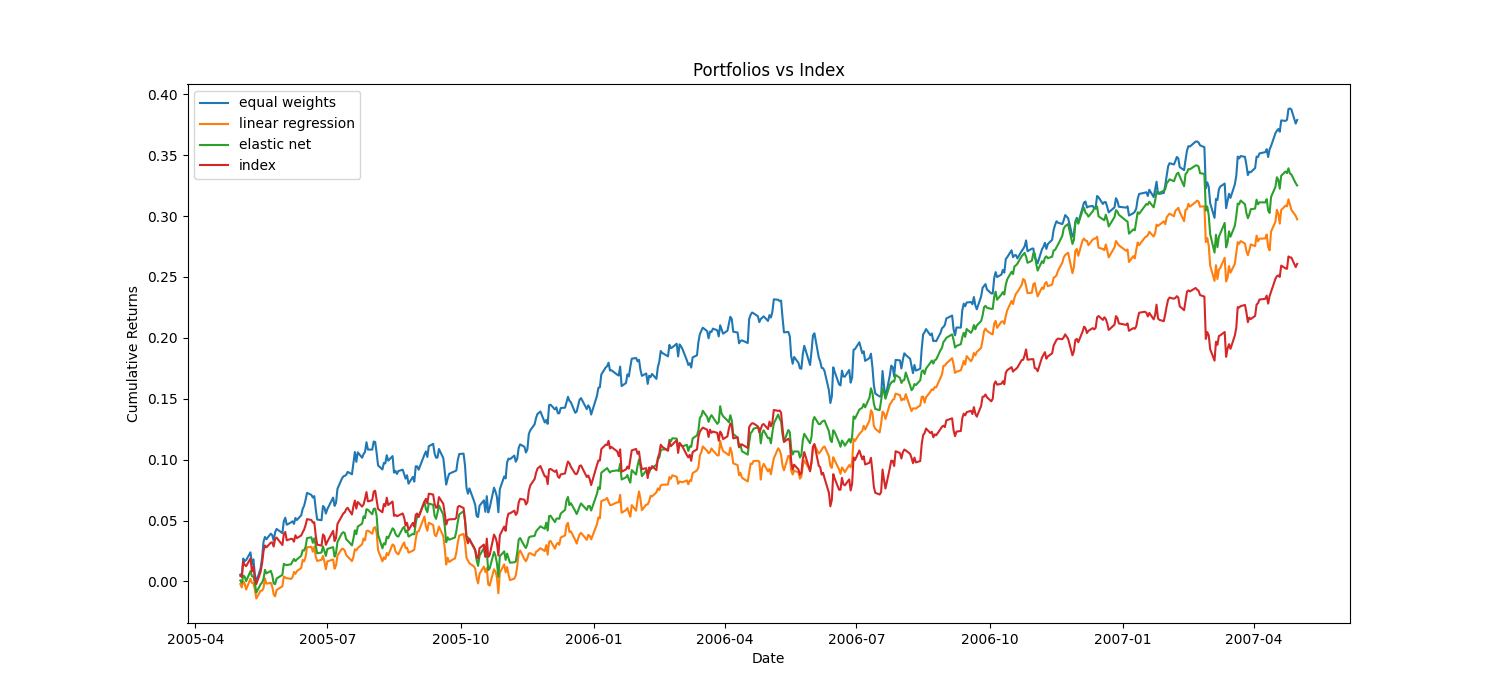 Portfolios vs Index
equal weights
linear regression
elastic net
index
0.40
0.35
0.30
0.25
0.20
0.15
0.10
0.05
0.00
Cumulative Returns
2005-04
2005-07
2005-10
2006-01
2006-04
2006-07
2006-10
2007-01
2007-04
Date